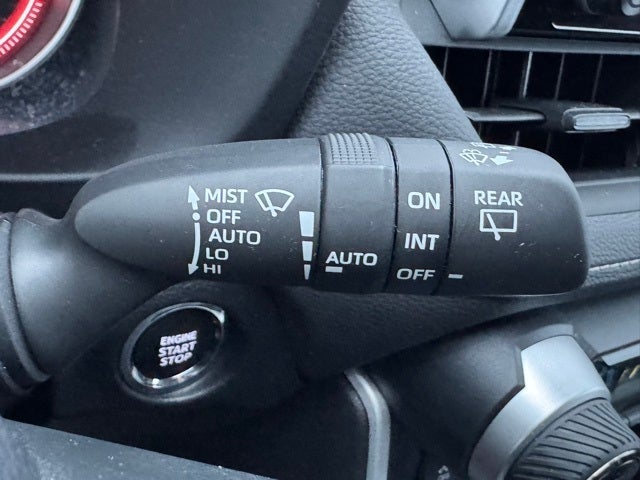 MIST
OFF
AUTO
LO
HI
AUTO
ON
INT
OFF
REAR
ENGINE
START
STOP